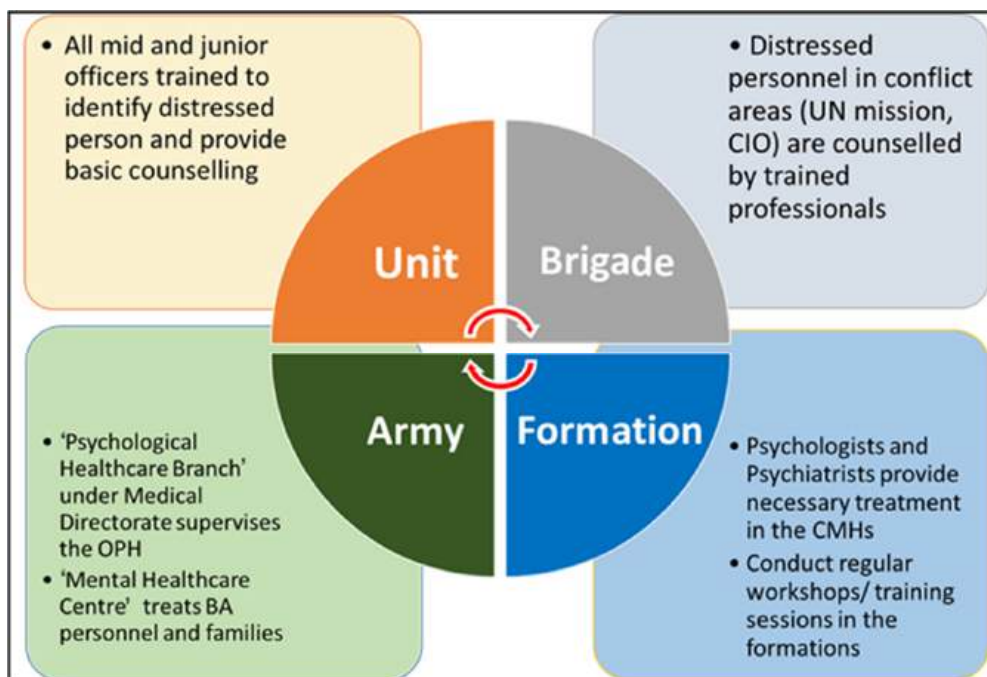 • All mid and junior
officers trained to
identify distressed
person and provide
basic counselling
• Distressed
personnel in conflict
areas (UN mission,
CIO) are counselled
by trained
professionals
Unit
Brigade
Army
Formation
• ‘Psychological
Healthcare Branch’
under Medical
Directorate supervises
the OPH
• ‘Mental Healthcare
Centre’ treats BA
personnel and families
• Psychologists and
Psychiatrists provide
necessary treatment
in the CMHs
• Conduct regular
workshops/ training
sessions in the
formations